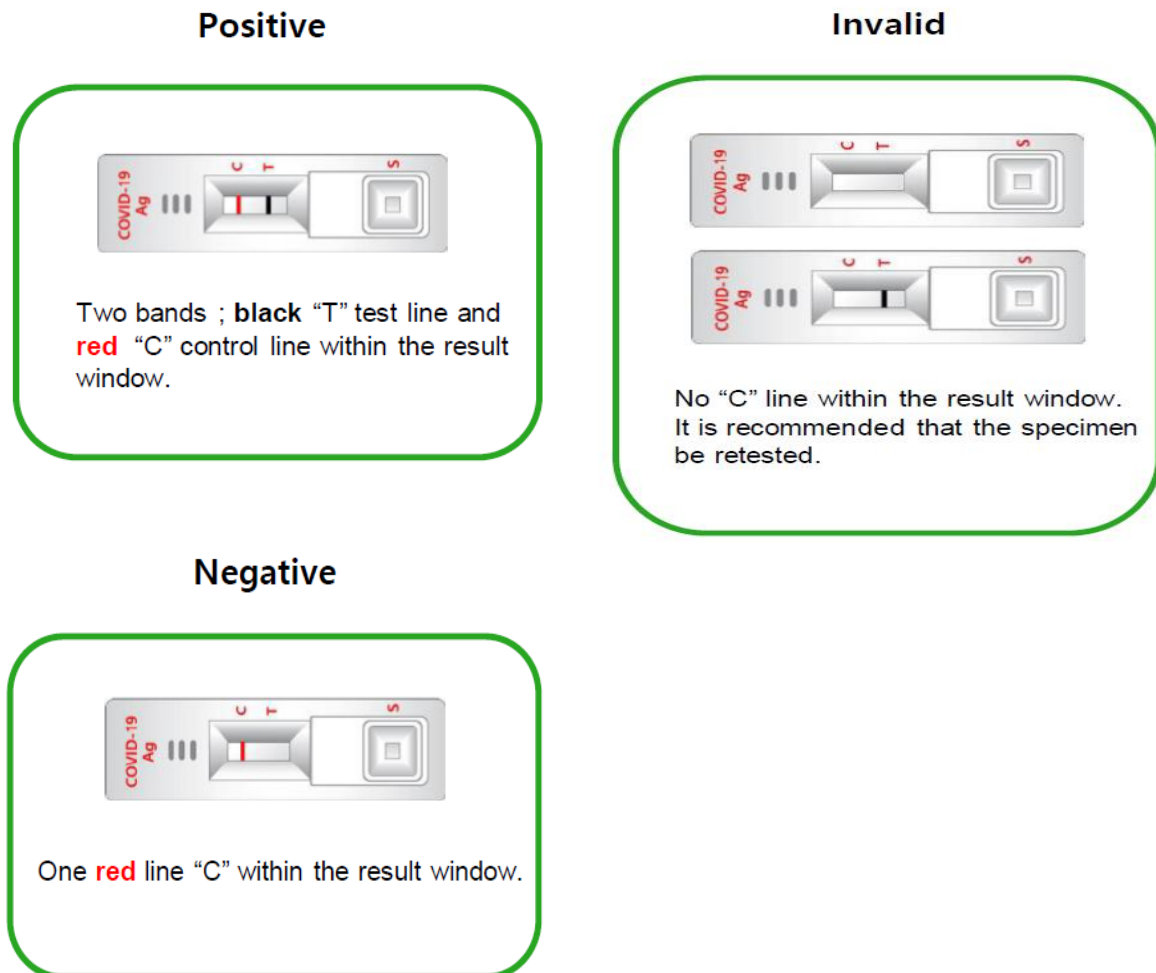 Positive
C T S
COVID-19
Ag
Two bands ; black “T” test line and
red “C” control line within the result
window.
Invalid
C T S
COVID-19
Ag
C T S
COVID-19
Ag
No “C” line within the result window.
It is recommended that the specimen
be retested.
Negative
C T S
COVID-19
Ag
One red line “C” within the result window.